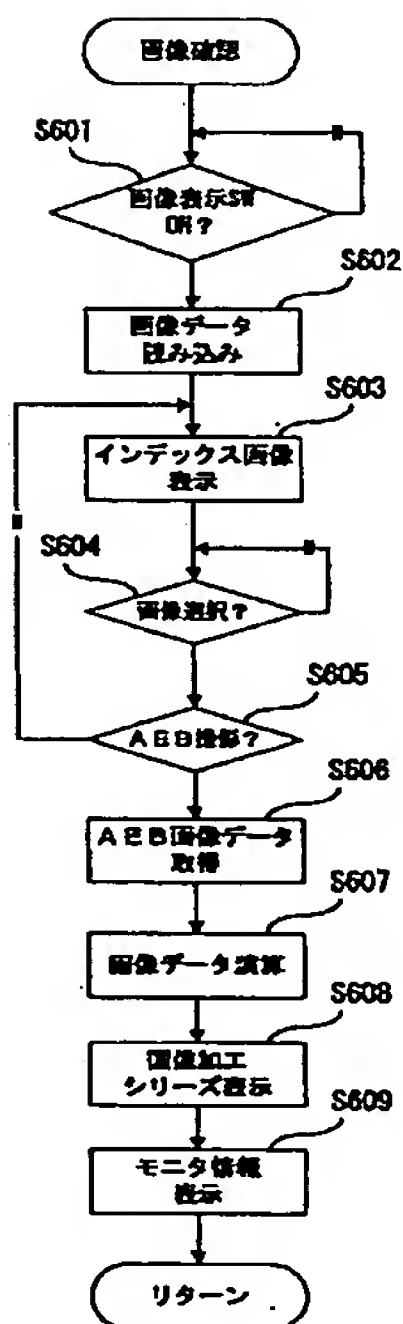 画像確認
S601
画像表示SW
ON?
S602
画像データ
読み込み
S603
インデックス画像
表示
N
S604
N
画像選択?
S605
AEB撮影?
S606
AEB画像データ
取得
S607
画像データ演算
S608
画像加工
シリーズ表示
S609
モニタ情報
表示
リターン